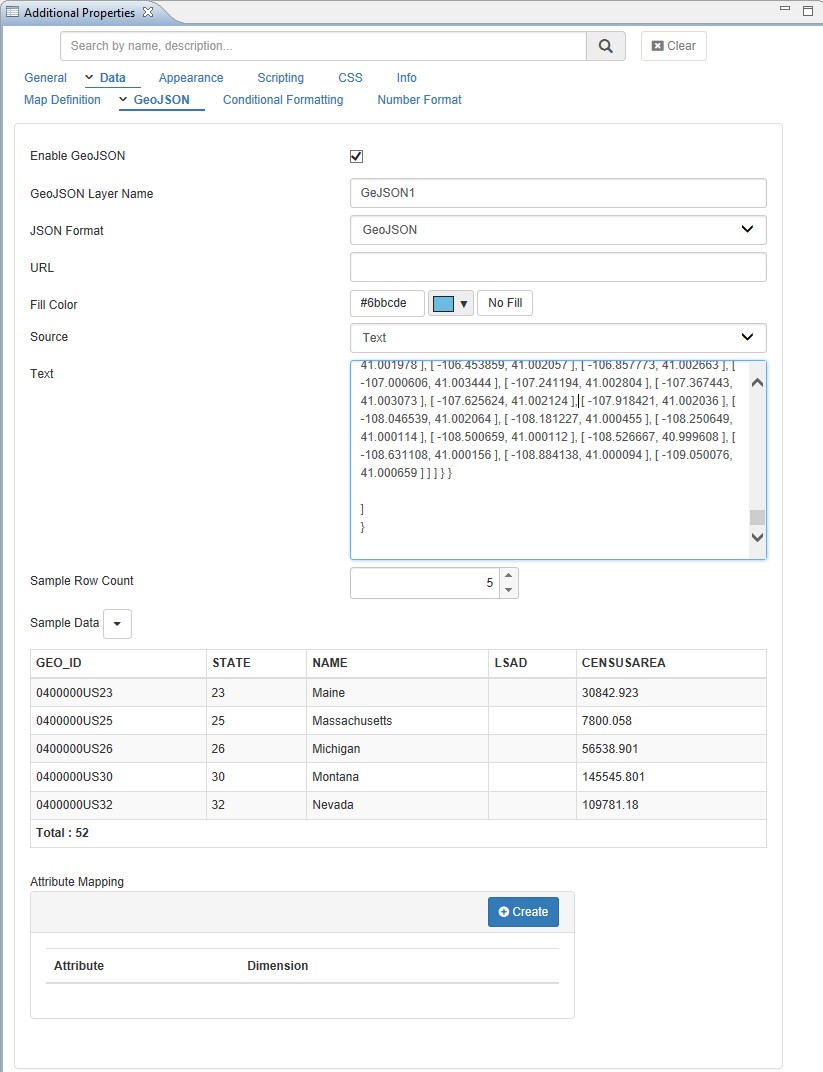 Additional Properties
Search by name, description...
Clear
General Data Appearance Scripting CSS Info
Map Definition GeoJSON Conditional Formatting Number Format
Enable GeoJSON
GeoJSON Layer Name GeJSON1
JSON Format GeoJSON
URL
Fill Color #6bbcde No Fill
Source Text
Text
41.001978 ], [ -106.453859, 41.002057 ], [ -106.857773, 41.002663 ], [
-107.000606, 41.003444 ], [ -107.241194, 41.002804 ], [ -107.367443,
41.003073 ], [ -107.625624, 41.002124 ], [ -107.918421, 41.002036 ], [
-108.046539, 41.002064 ], [ -108.181227, 41.000455 ], [ -108.250649,
41.000114 ], [ -108.500659, 41.000112 ], [ -108.526667, 40.999608 ], [
-108.631108, 41.000156 ], [ -108.884138, 41.000094 ], [ -109.050076,
41.000659 ] ] ] } }
]
}
Sample Row Count 5
Sample Data
GEO_ID STATE NAME LSAD CENSUSAREA
0400000US23 23 Maine 30842.923
0400000US25 25 Massachusetts 7800.058
0400000US26 26 Michigan 56538.901
0400000US30 30 Montana 145545.801
0400000US32 32 Nevada 109781.18
Total : 52
Attribute Mapping
Create
Attribute Dimension